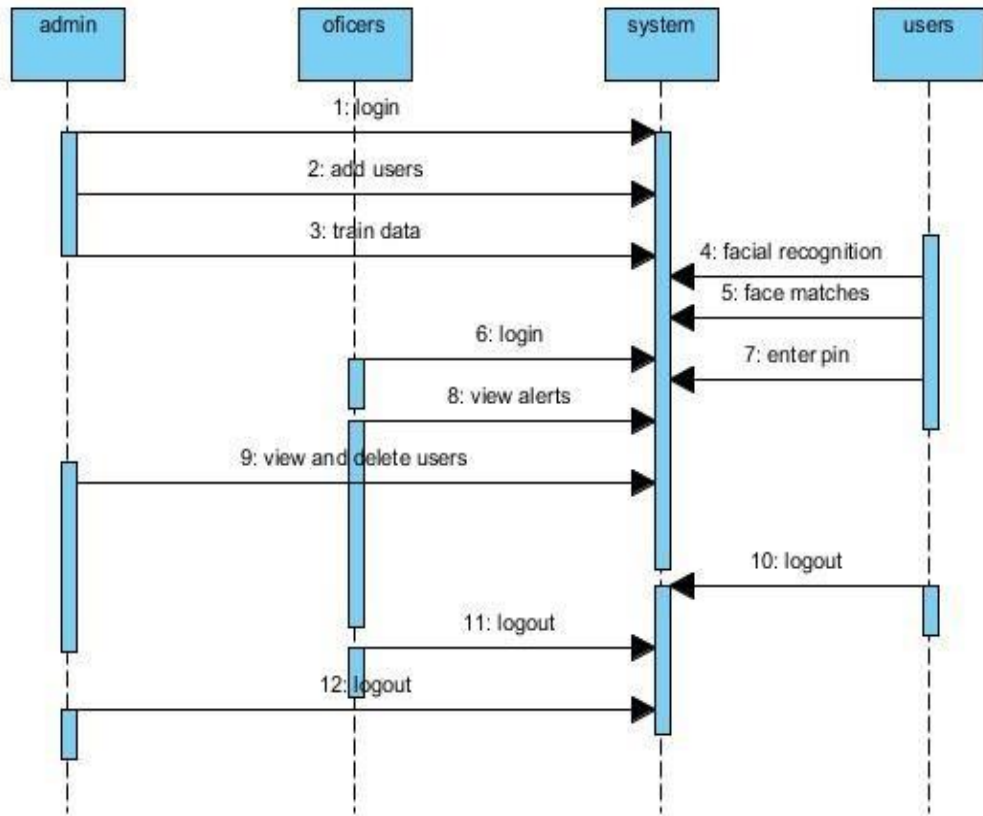 admin
oficers
system
users
1: login
2: add users
3: train data
4: facial recognition
5: face matches
6: login
7: enter pin
8: view alerts
9: view and delete users
10: logout
11: logout
12: logout